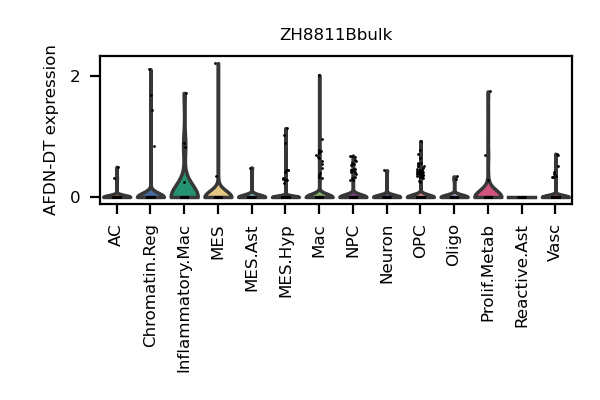 ZH8811Bbulk
AFDN-DT expression
2
0
AC
Chromatin.Reg
Inflammatory.Mac
MES
MES.Ast
MES.Hyp
Mac
NPC
Neuron
OPC
Oligo
Prolif.Metab
Reactive.Ast
Vasc